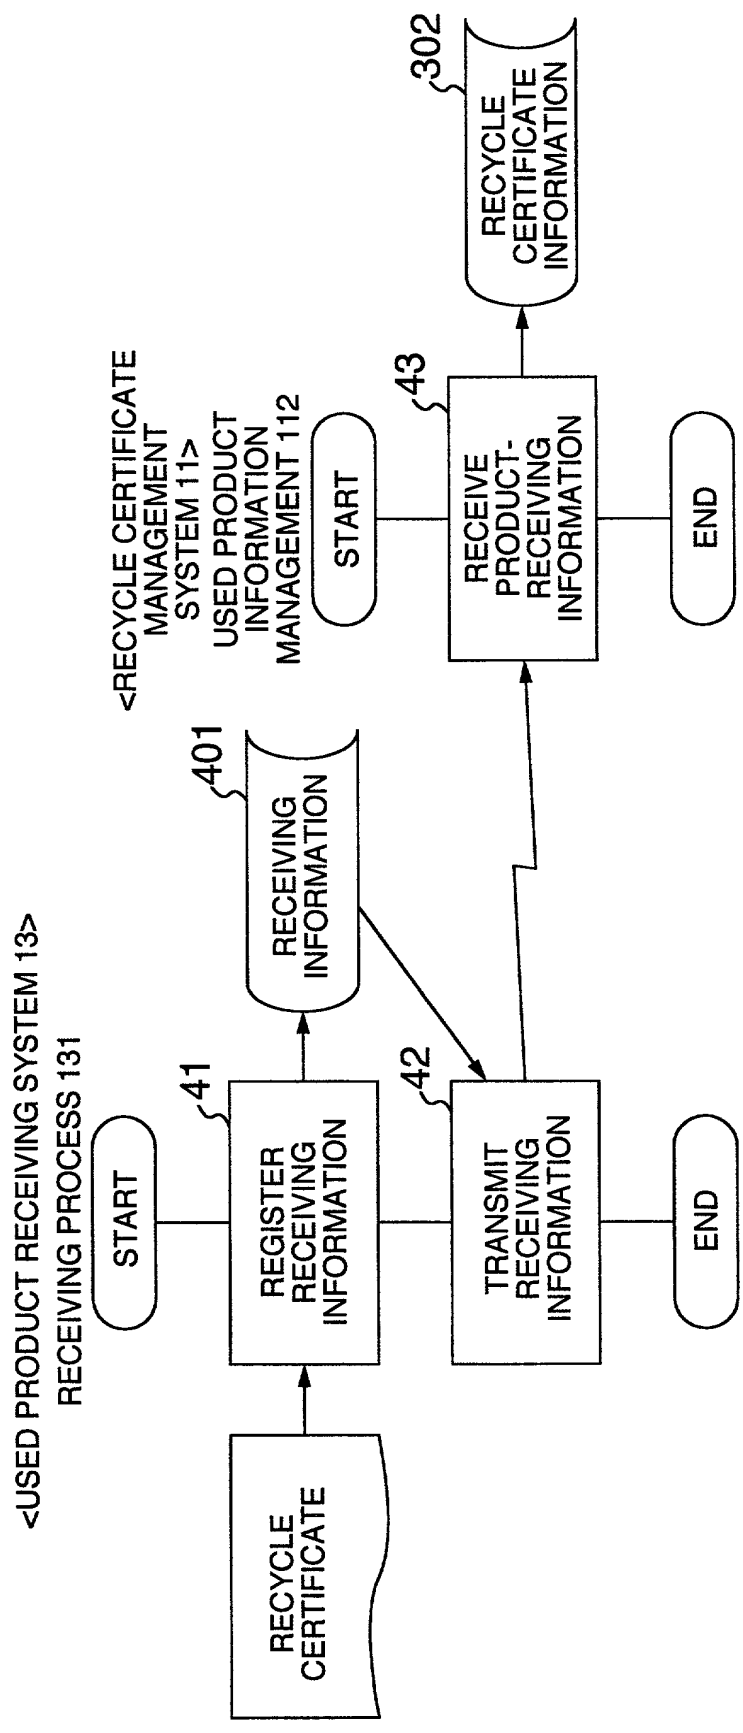 <USED PRODUCT RECEIVING SYSTEM 13>
RECEIVING PROCESS 131
START
RECYCLE
CERTIFICATE
41
REGISTER
RECEIVING
INFORMATION
401
RECEIVING
INFORMATION
42
TRANSMIT
RECEIVING
INFORMATION
END
<RECYCLE CERTIFICATE
MANAGEMENT
SYSTEM 11>
USED PRODUCT
INFORMATION
MANAGEMENT 112
START
43
RECEIVE
PRODUCT-
RECEIVING
INFORMATION
302
RECYCLE
CERTIFICATE
INFORMATION
END